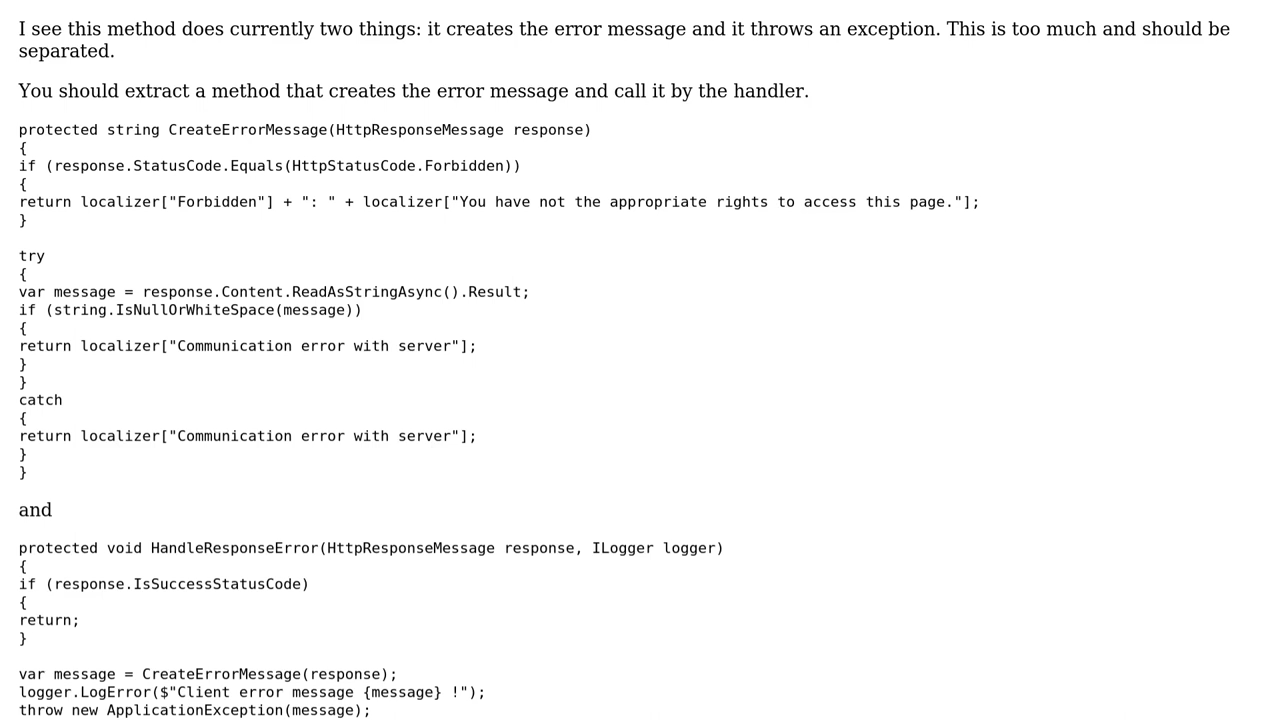 I see this method does currently two things: it creates the error message and it throws an exception. This is too much and should be
separated.
You should extract a method that creates the error message and call it by the handler.
protected string CreateErrorMessage(HttpResponseMessage response)
{
if (response.StatusCode.Equals(HttpStatusCode.Forbidden))
{
return localizer["Forbidden"] + ": " + localizer["You have not the appropriate rights to access this page."];
}
try
{
var message = response.Content.ReadAsStringAsync().Result;
if (string.IsNullOrWhiteSpace(message))
{
return localizer["Communication error with server"];
}
}
catch
{
return localizer["Communication error with server"];
}
}
and
protected void HandleResponseError(HttpResponseMessage response, ILogger logger)
{
if (response.IsSuccessStatusCode)
{
return;
}
var message = CreateErrorMessage(response);
logger.LogError($"Client error message {message} !");
throw new ApplicationException(message);